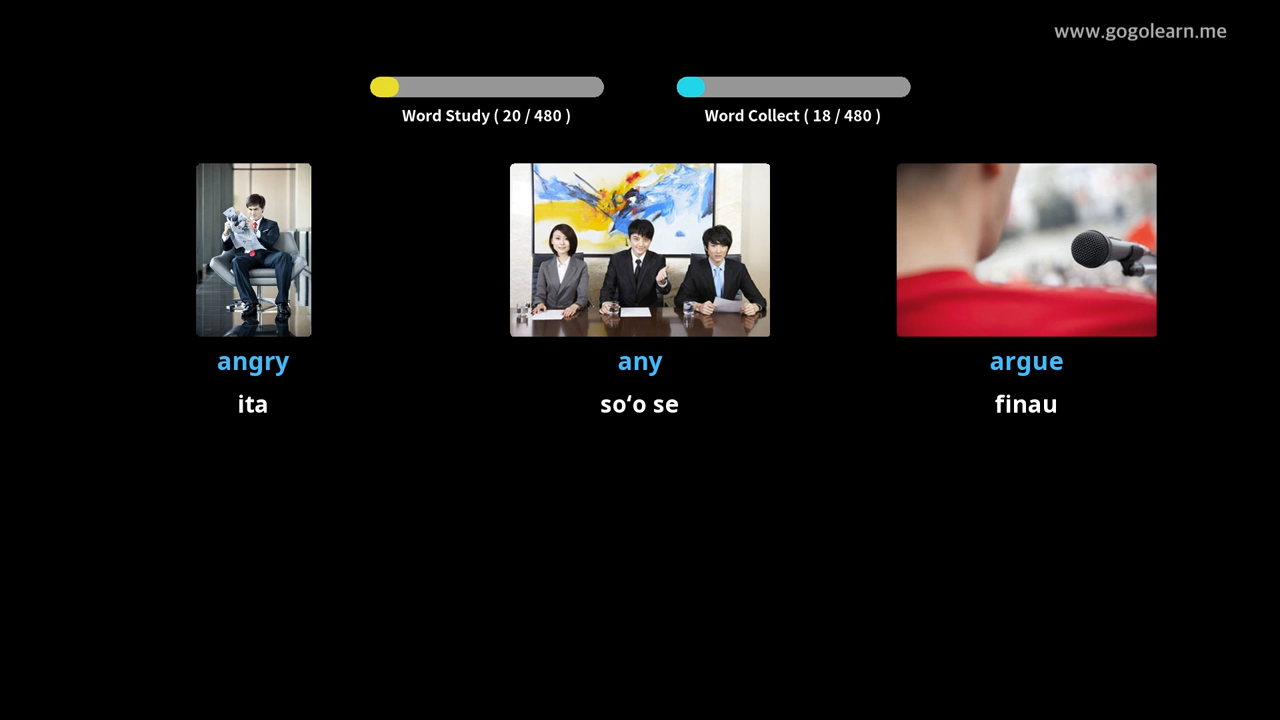 www.gogolearn.me
Word Study ( 20 / 480 )
Word Collect ( 18 / 480 )
angry
any
argue
ita
so‘o se
finau